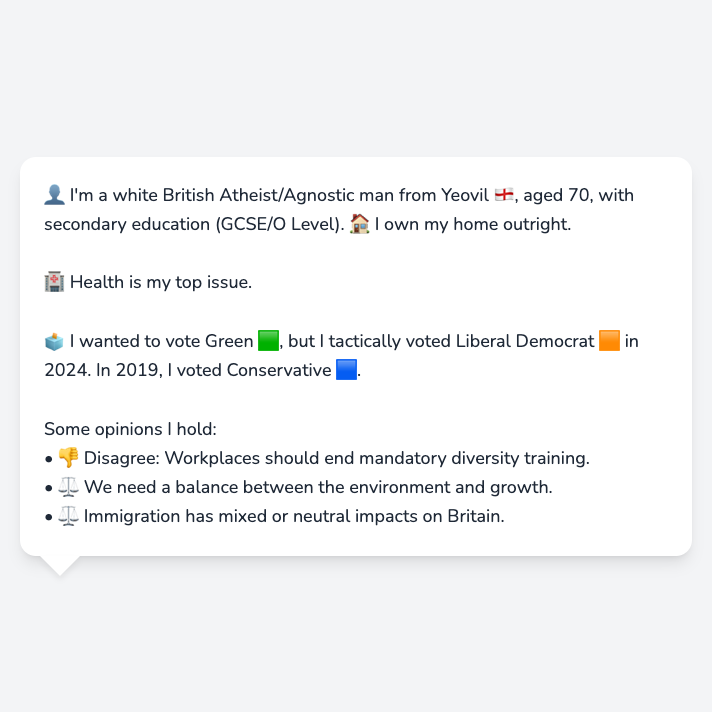 👤 I'm a white British Atheist/Agnostic man from Yeovil 🏴󠁧󠁢󠁥󠁮󠁧󠁿, aged 70, with
secondary education (GCSE/O Level). 🏠 I own my home outright.
🏥 Health is my top issue.
🗳️ I wanted to vote Green 🟩, but I tactically voted Liberal Democrat 🟧 in
2024. In 2019, I voted Conservative 🟦.
Some opinions I hold:
• 👎 Disagree: Workplaces should end mandatory diversity training.
• ⚖️ We need a balance between the environment and growth.
• ⚖️ Immigration has mixed or neutral impacts on Britain.